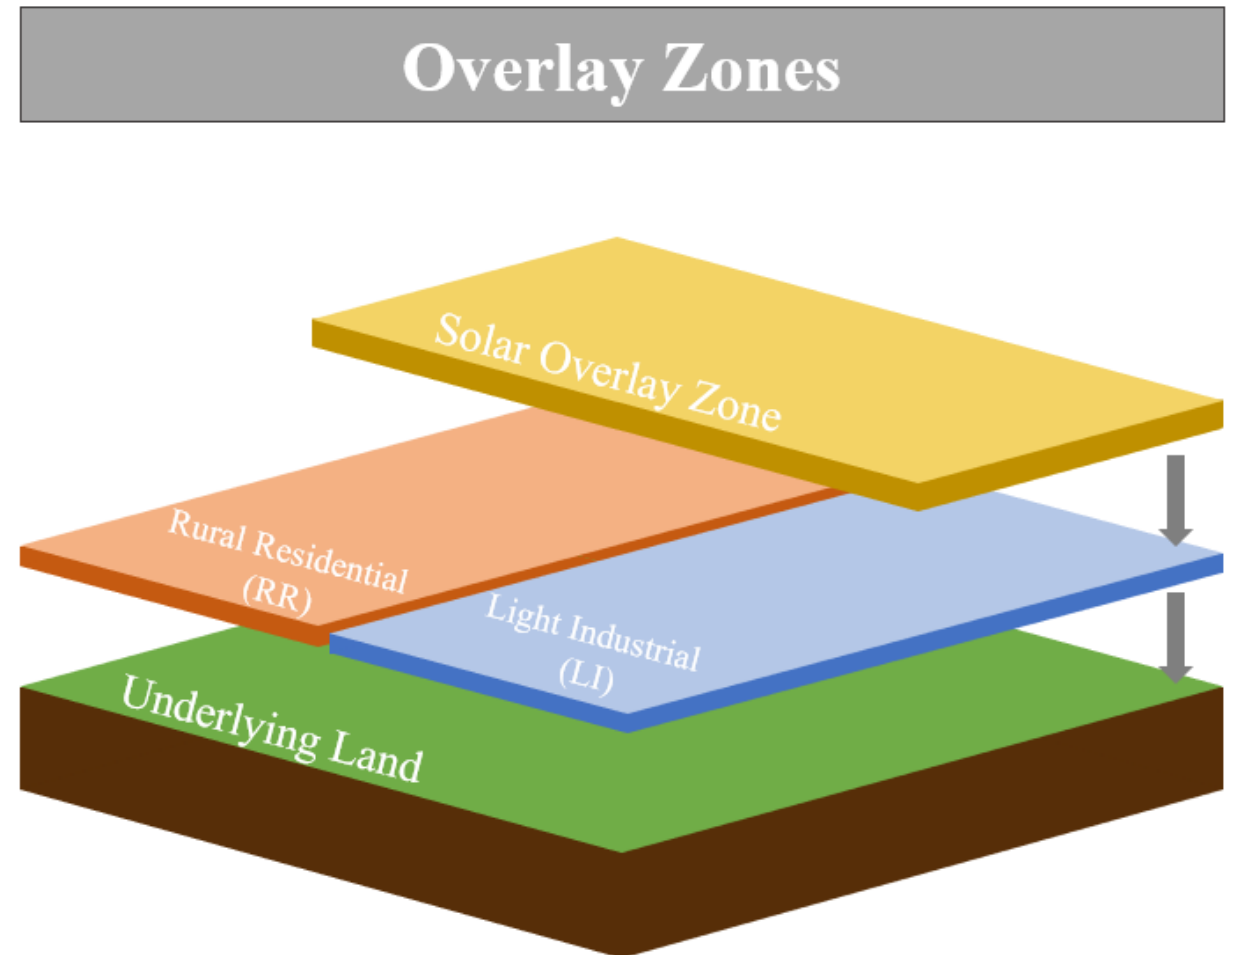 Overlay Zones
Solar Overlay Zone
Rural Residential
(RR)
Light Industrial
(LI)
Underlying Land